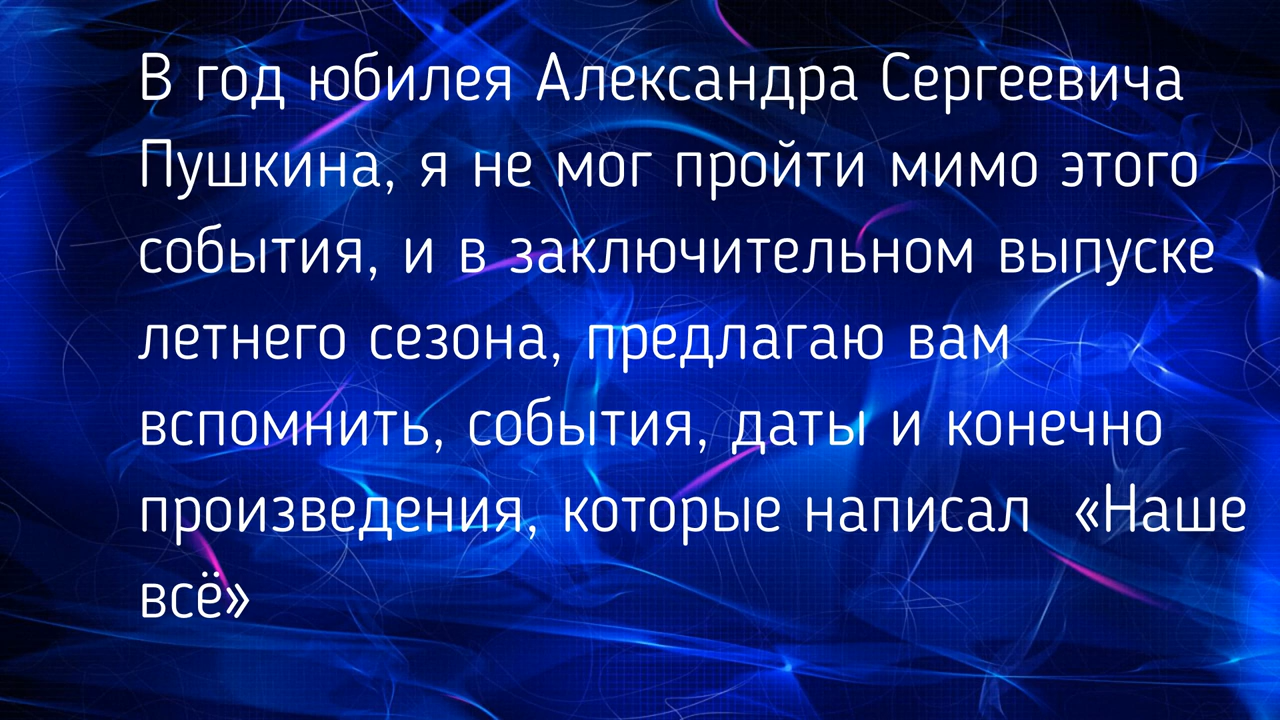 В год юбилея Александра Сергеевича
Пушкина, я не мог пройти мимо этого
события, и в заключительном выпуске
летнего сезона, предлагаю вам
вспомнить, события, даты и конечно
произведения, которые написал «Наше
всё»